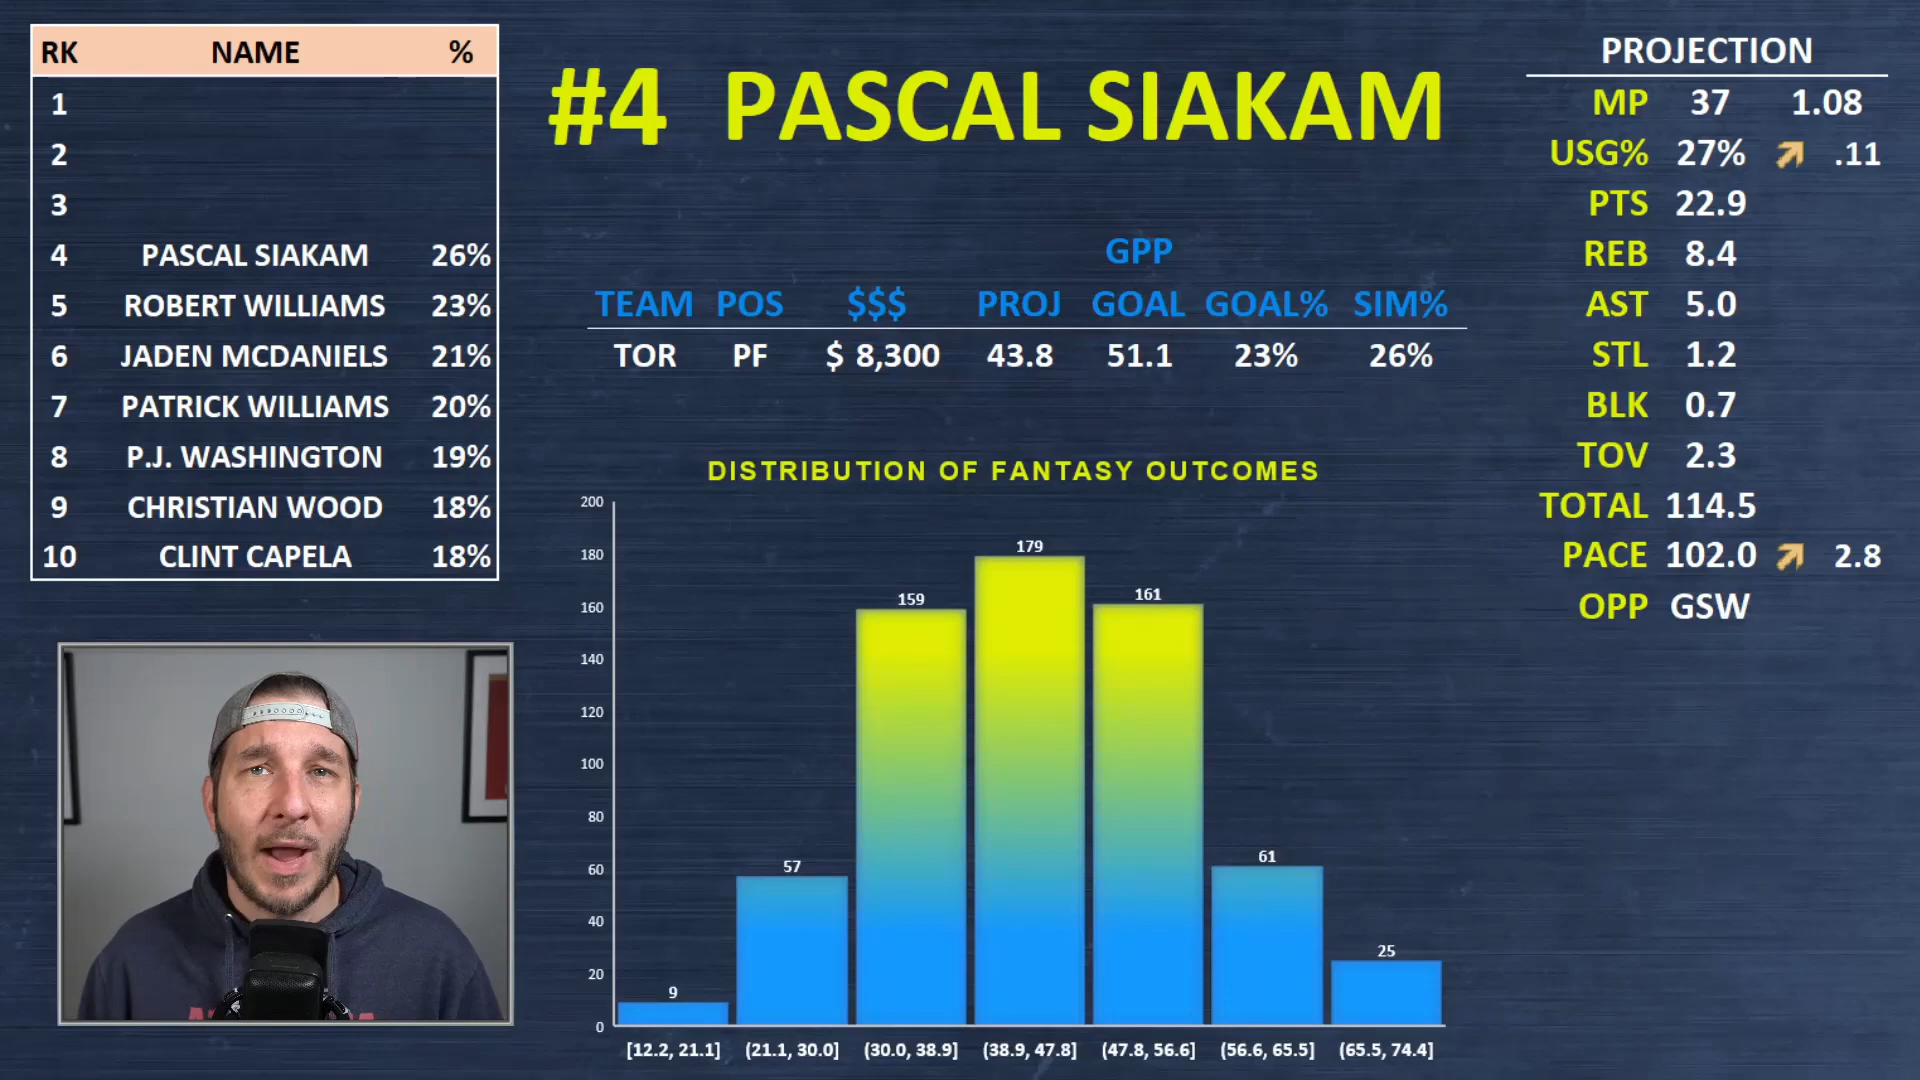 RK NAME %
1
2
3
4 PASCAL SIAKAM 26%
5 ROBERT WILLIAMS 23%
6 JADEN MCDANIELS 21%
7 PATRICK WILLIAMS 20%
8 P.J. WASHINGTON 19%
9 CHRISTIAN WOOD 18%
10 CLINT CAPELA 18%
#4 PASCAL SIAKAM
GPP
TEAM POS $$$ PROJ GOAL GOAL% SIM%
TOR PF $ 8,300 43.8 51.1 23% 26%
DISTRIBUTION OF FANTASY OUTCOMES
200
180
160
140
120
100
80
60
40
20
0
9
57
159
179
161
61
25
[12.2, 21.1] (21.1, 30.0] (30.0, 38.9] (38.9, 47.8] (47.8, 56.6] (56.6, 65.5] (65.5, 74.4]
PROJECTION
MP 37 1.08
USG% 27% .11
PTS 22.9
REB 8.4
AST 5.0
STL 1.2
BLK 0.7
TOV 2.3
TOTAL 114.5
PACE 102.0 2.8
OPP GSW